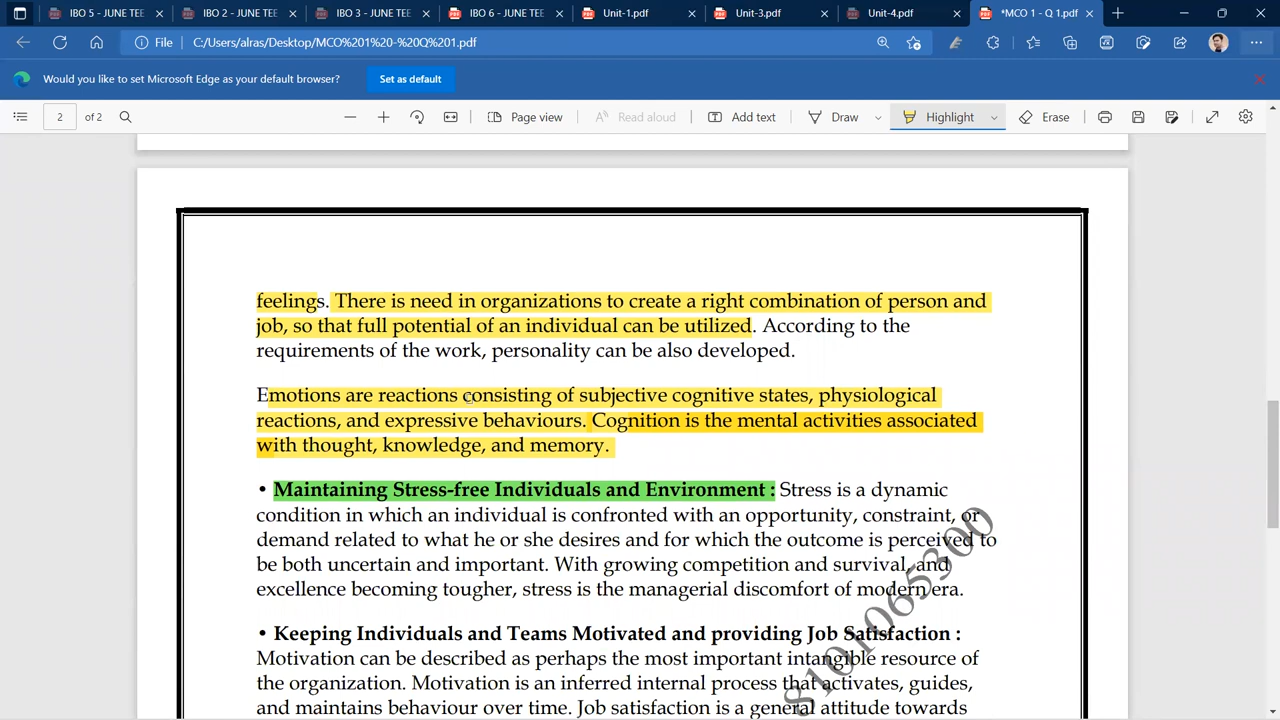 IBO 5 - JUNE TEE
IBO 2 - JUNE TEE
IBO 3 - JUNE TEE
IBO 6 - JUNE TEE
Unit-1.pdf
Unit-3.pdf
Unit-4.pdf
*MCO 1 - Q 1.pdf
File C:/Users/alras/Desktop/MCO%201%20-%20Q%201.pdf
Would you like to set Microsoft Edge as your default browser? Set as default
2 of 2 Page view Read aloud Add text Draw Highlight Erase
feelings. There is need in organizations to create a right combination of person and
job, so that full potential of an individual can be utilized. According to the
requirements of the work, personality can be also developed.
Emotions are reactions consisting of subjective cognitive states, physiological
reactions, and expressive behaviours. Cognition is the mental activities associated
with thought, knowledge, and memory.
• Maintaining Stress-free Individuals and Environment : Stress is a dynamic
condition in which an individual is confronted with an opportunity, constraint, or
demand related to what he or she desires and for which the outcome is perceived to
be both uncertain and important. With growing competition and survival, and
excellence becoming tougher, stress is the managerial discomfort of modern era.
• Keeping Individuals and Teams Motivated and providing Job Satisfaction :
Motivation can be described as perhaps the most important intangible resource of
the organization. Motivation is an inferred internal process that activates, guides,
and maintains behaviour over time. Job satisfaction is a general attitude towards
8101065300